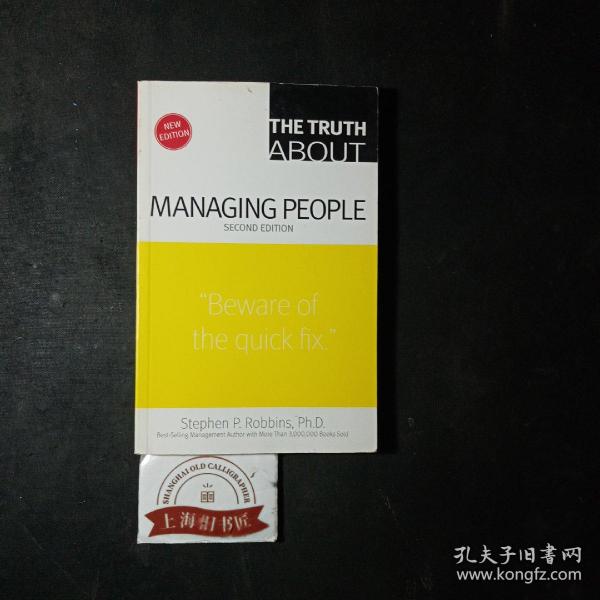 NEW
EDITION
THE TRUTH
ABOUT
MANAGING PEOPLE
SECOND EDITION
"Beware of
the quick fix."
Stephen P. Robbins, Ph.D.
Best-Selling Management Author with More Than 3,000,000 Books Sold
SHANGHAI OLD CALLIGRAPHER
上海旧书匠
孔夫子旧書网
www.kongfz.com